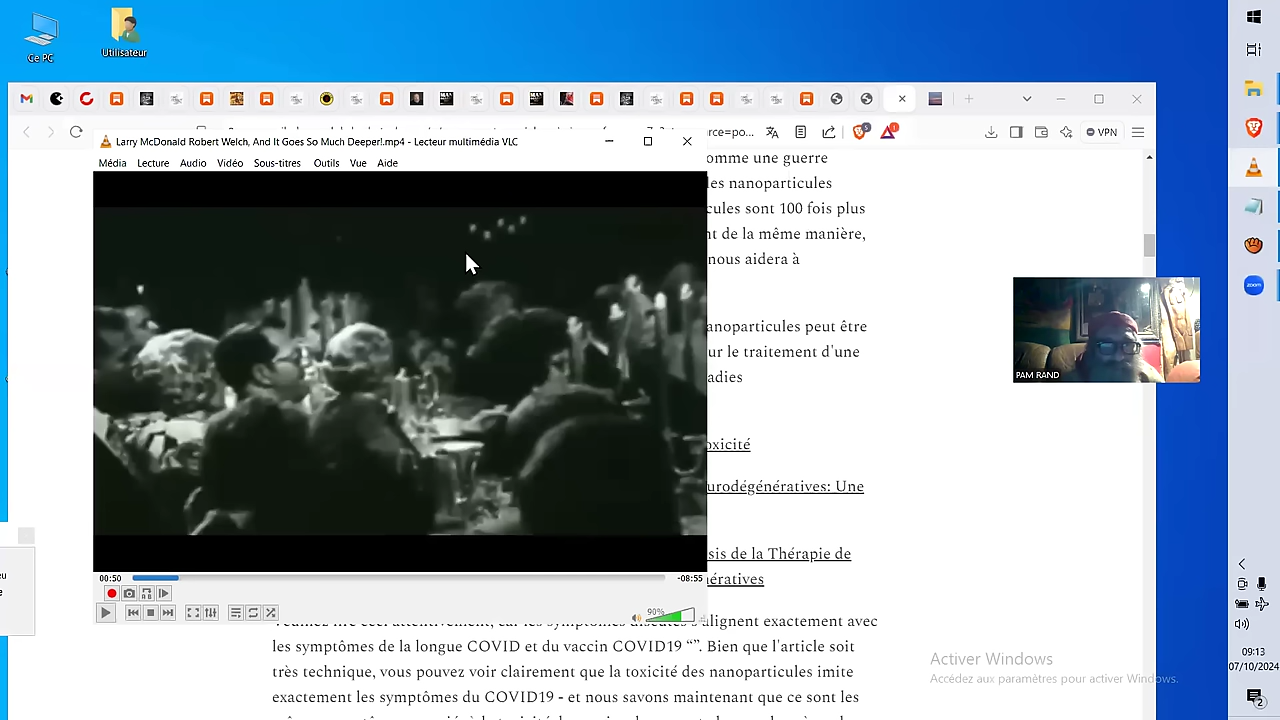 Ce PC
Utilisateur
rce=po...
VPN
Larry McDonald Robert Welch, And It Goes So Much Deeper!.mp4 - Lecteur multimédia VLC
Média Lecture Audio Vidéo Sous-titres Outils Vue Aide
omme une guerre
les nanoparticules
cules sont 100 fois plus
nt de la même manière,
nous aidera à
anoparticules peut être
ur le traitement d'une
adies
oxicité
urodégénératives: Une
sis de la Thérapie de
nératives
alignent exactement avec
les symptômes de la longue COVID et du vaccin COVID19 “”. Bien que l'article soit
très technique, vous pouvez voir clairement que la toxicité des nanoparticules imite
exactement les symptômes du COVID19 - et nous savons maintenant que ce sont les
00:50
-08:55
90%
PAM RAND
zoom
Activer Windows
Accédez aux paramètres pour activer Windows.
09:13
07/10/2024
2